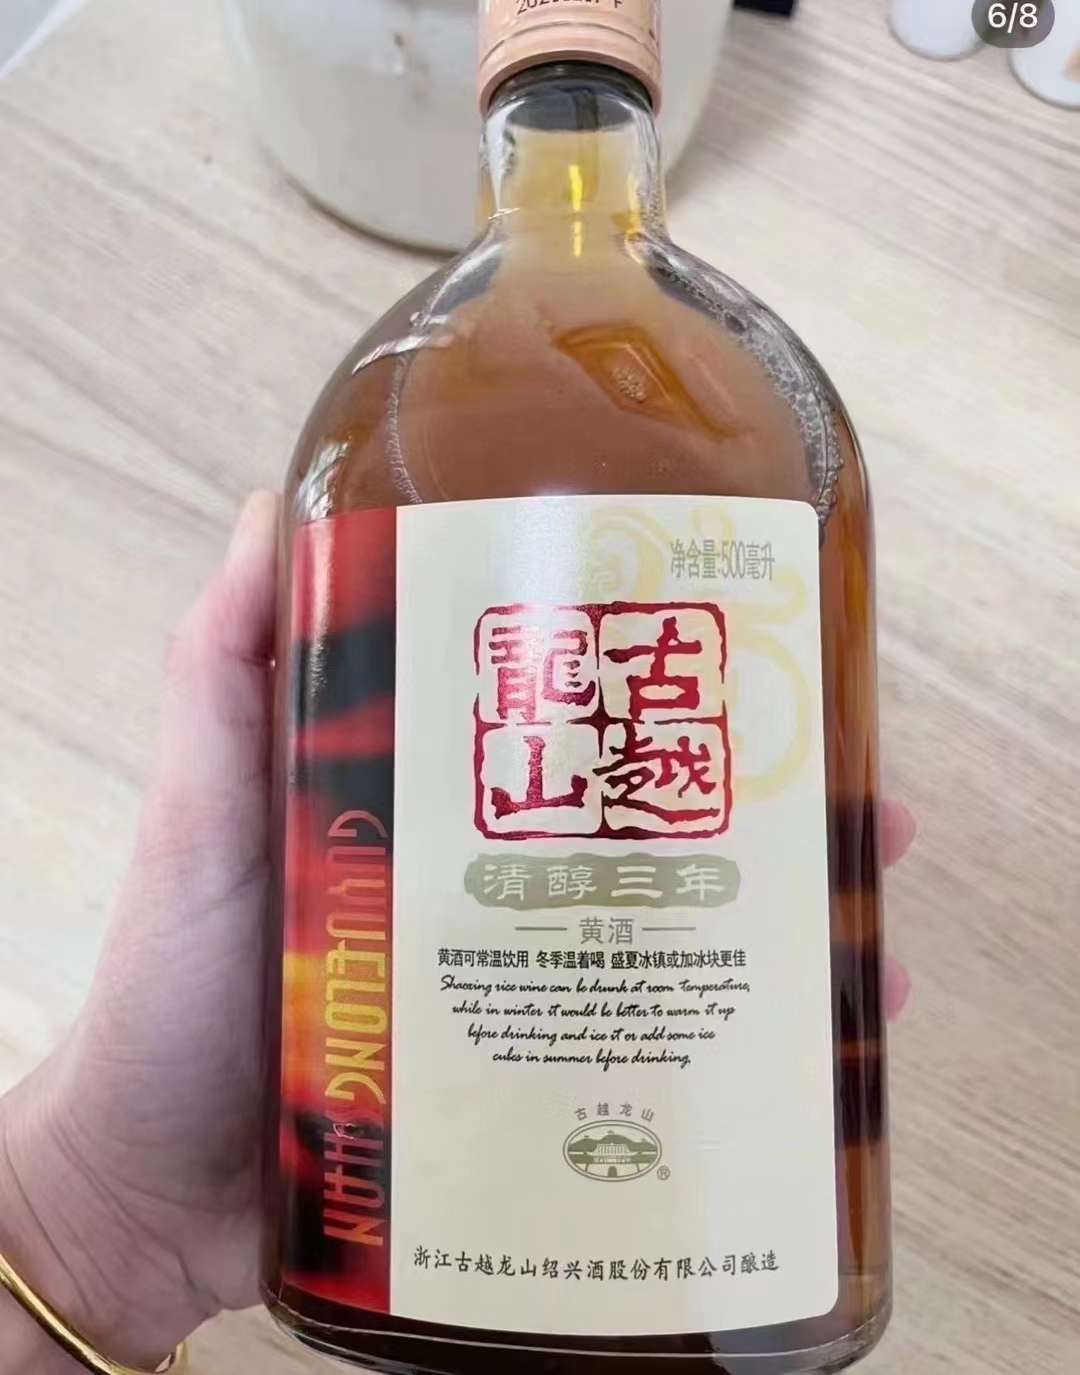 6/8
净含量:500毫升
古越
龍山
清醇三年
黄酒
黄酒可常温饮用 冬季温着喝 盛夏冰镇或加冰块更佳
Shaoxing rice wine can be drunk at room temperature,
while in winter it would be better to warm it up
before drinking and ice it or add some ice
cubes in summer before drinking.
GUYUELONGSHAN
古越龙山
®
浙江古越龙山绍兴酒股份有限公司酿造